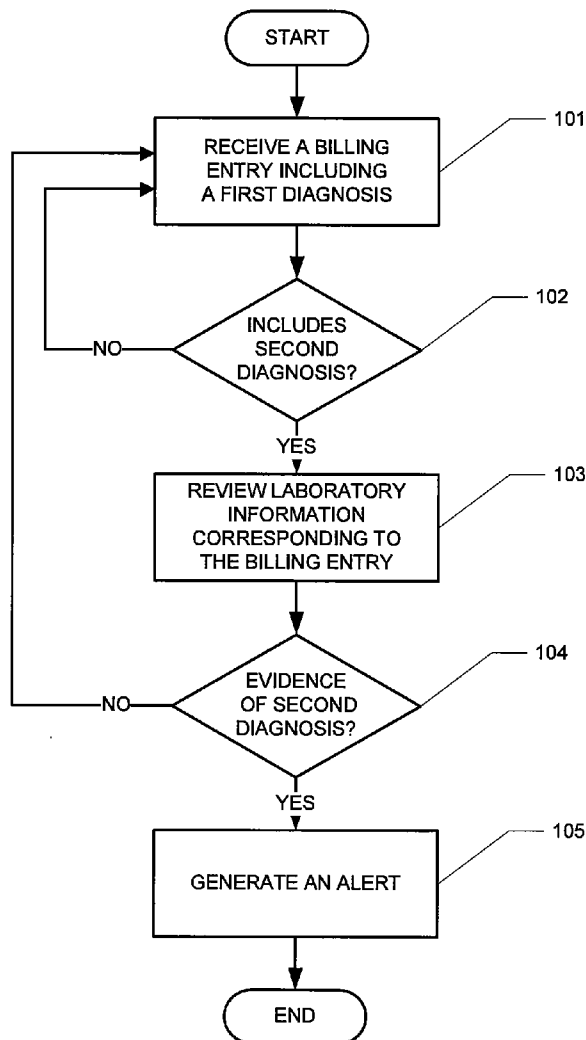 START
101
RECEIVE A BILLING
ENTRY INCLUDING
A FIRST DIAGNOSIS
102
INCLUDES
SECOND
DIAGNOSIS?
NO
YES
103
REVIEW LABORATORY
INFORMATION
CORRESPONDING TO
THE BILLING ENTRY
104
EVIDENCE
OF SECOND
DIAGNOSIS?
NO
YES
105
GENERATE AN ALERT
END